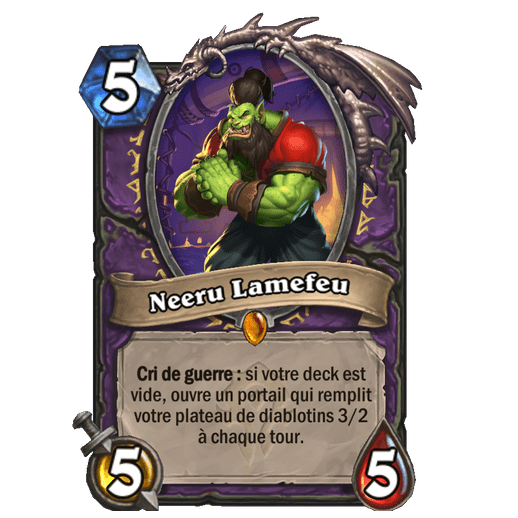 5
Neeru Lamefeu
Cri de guerre : si votre deck est
vide, ouvre un portail qui remplit
votre plateau de diablotins 3/2
à chaque tour.
5
5